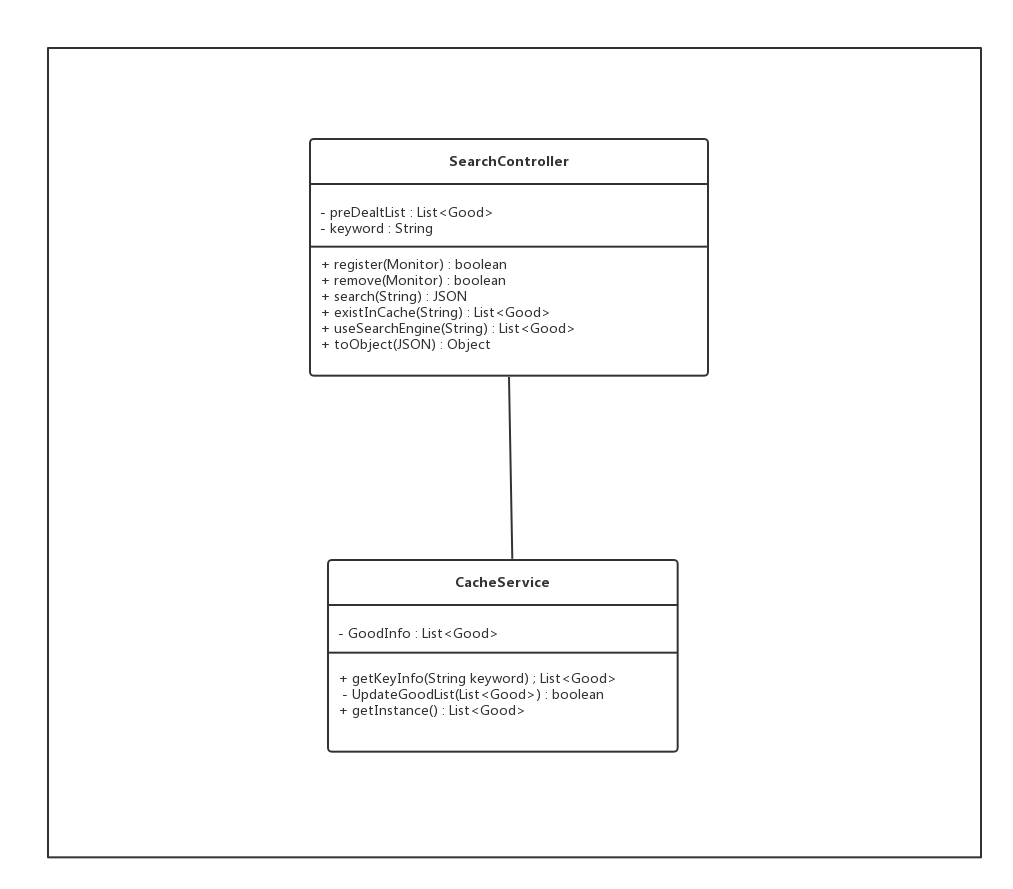 SearchController
- preDealtList : List<Good>
- keyword : String
+ register(Monitor) : boolean
+ remove(Monitor) : boolean
+ search(String) : JSON
+ existInCache(String) : List<Good>
+ useSearchEngine(String) : List<Good>
+ toObject(JSON) : Object
CacheService
- GoodInfo : List<Good>
+ getKeyInfo(String keyword) ; List<Good>
- UpdateGoodList(List<Good>) : boolean
+ getInstance() : List<Good>